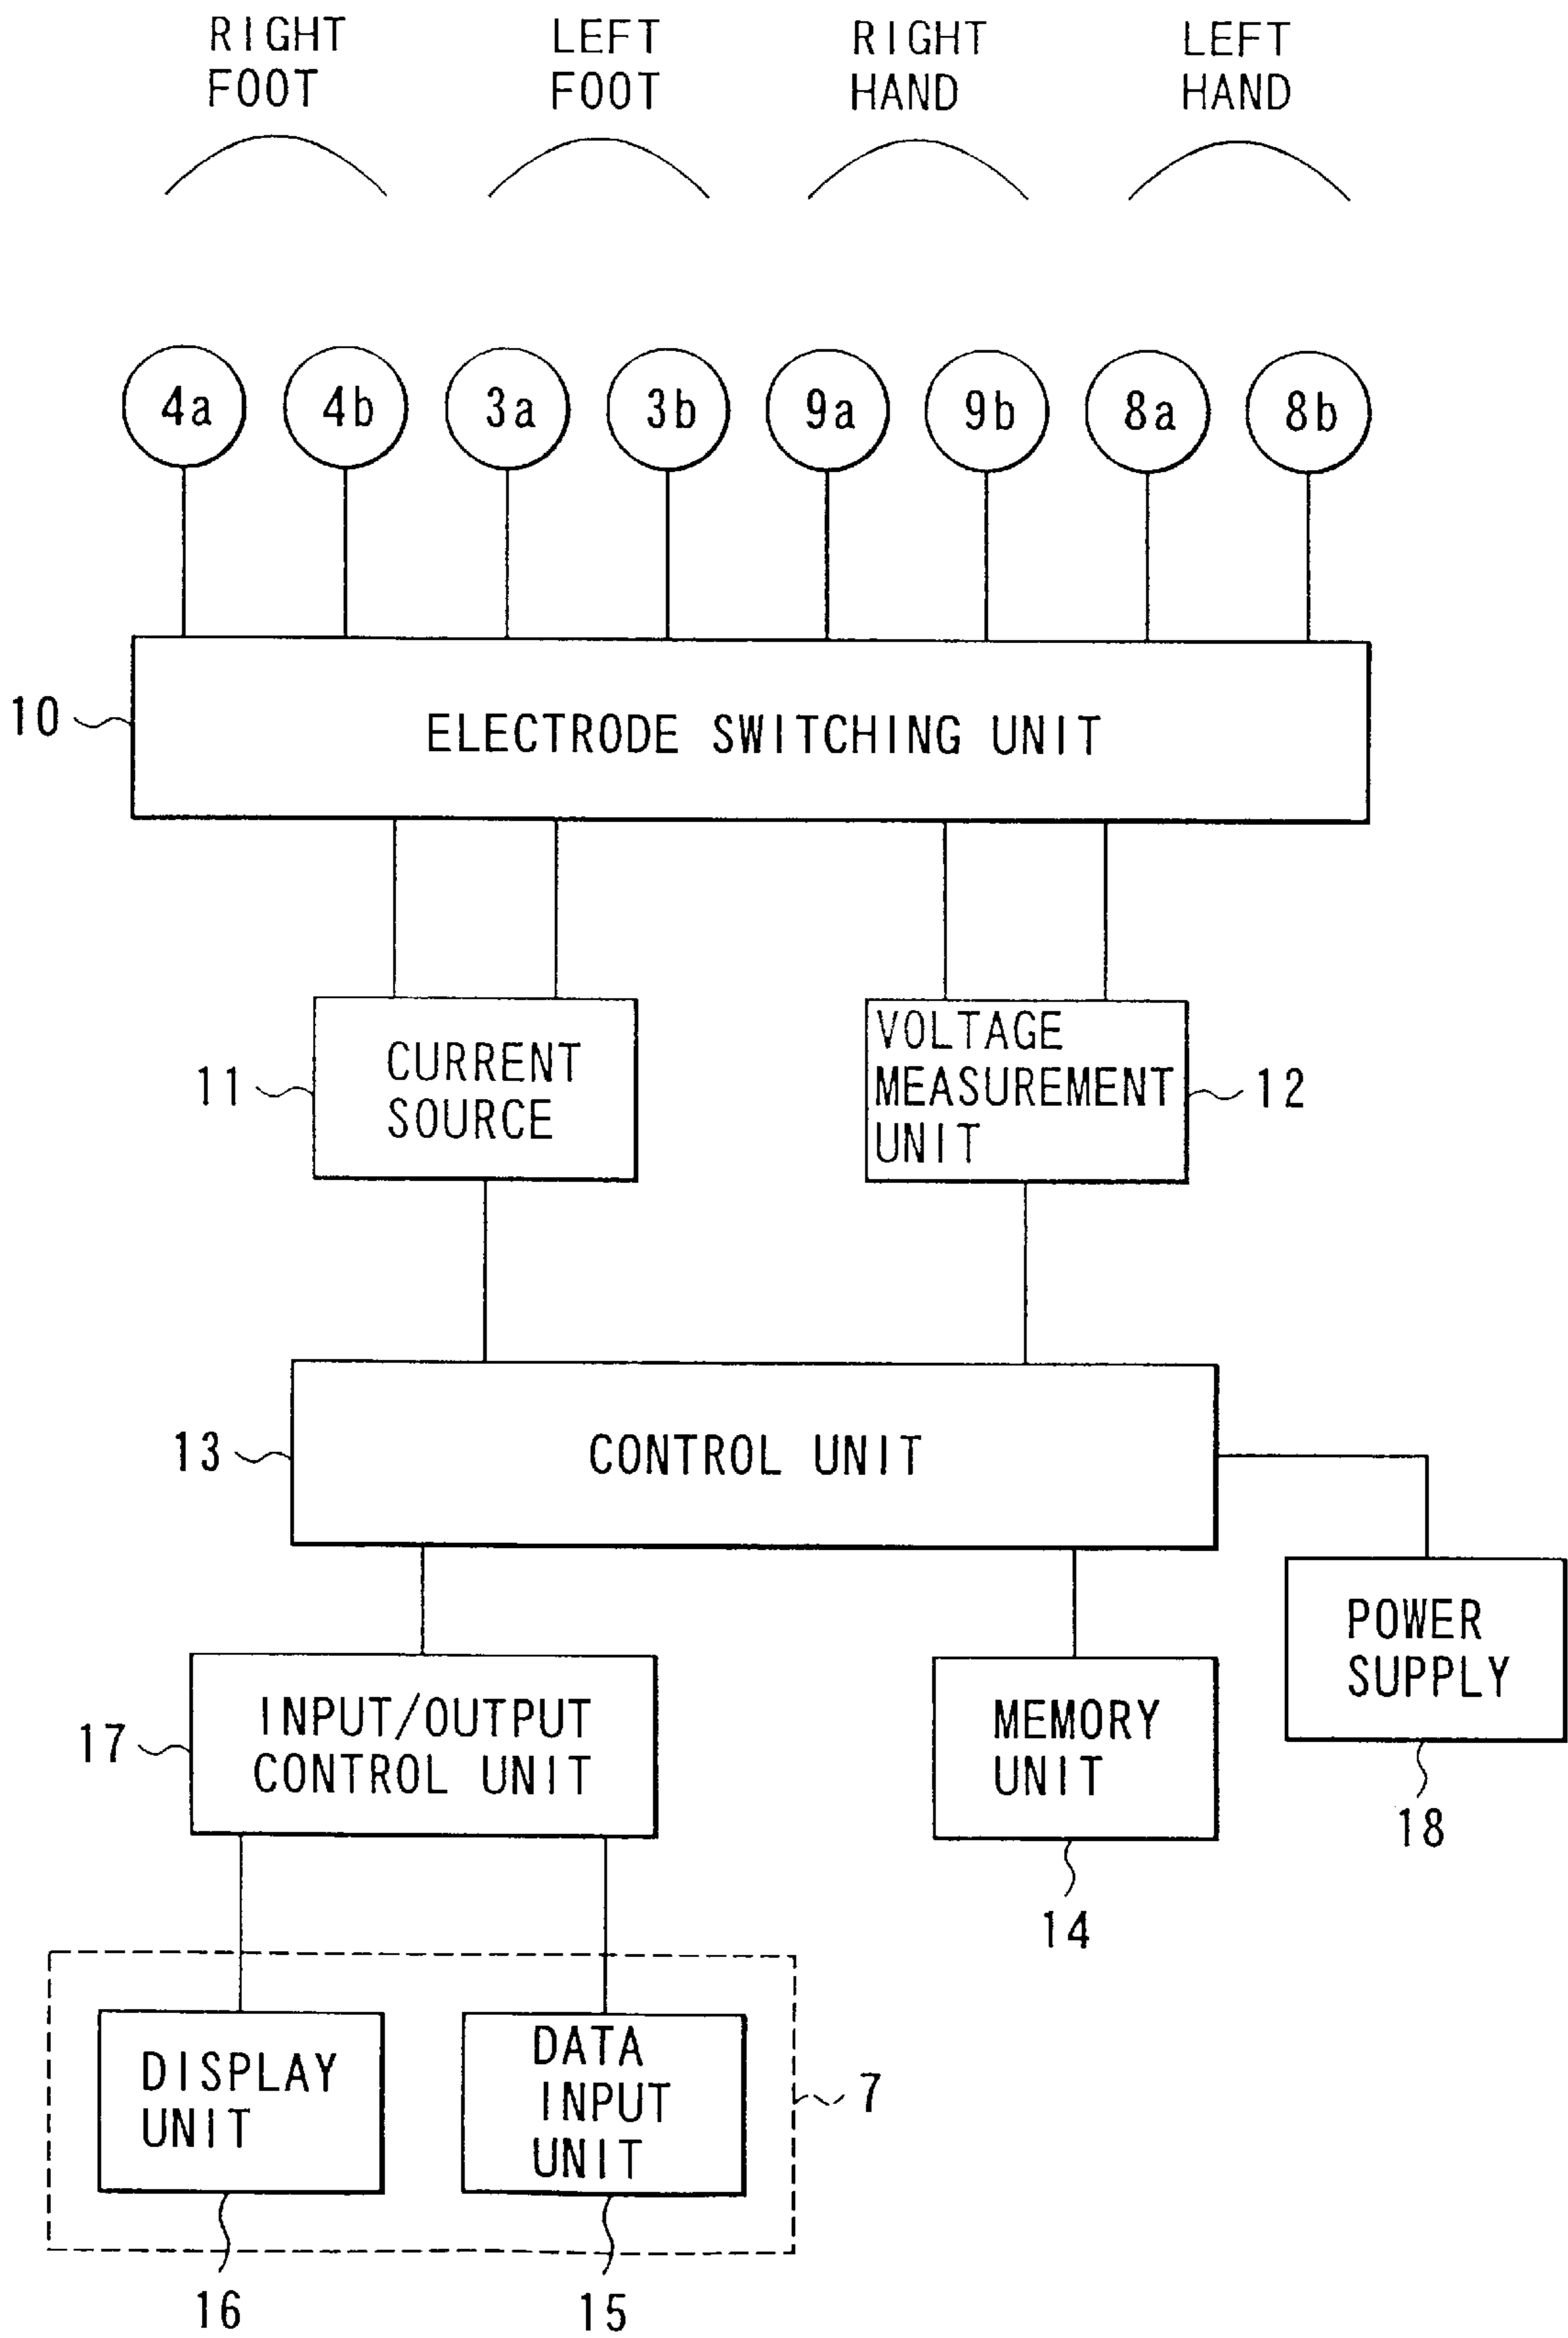 RIGHT FOOT
LEFT FOOT
RIGHT HAND
LEFT HAND
4a 4b 3a 3b 9a 9b 8a 8b
10
ELECTRODE SWITCHING UNIT
11
CURRENT
SOURCE
VOLTAGE
MEASUREMENT
UNIT
12
13
CONTROL UNIT
POWER
SUPPLY
18
17
INPUT/OUTPUT
CONTROL UNIT
MEMORY
UNIT
14
DISPLAY
UNIT
DATA
INPUT
UNIT
7
16
15